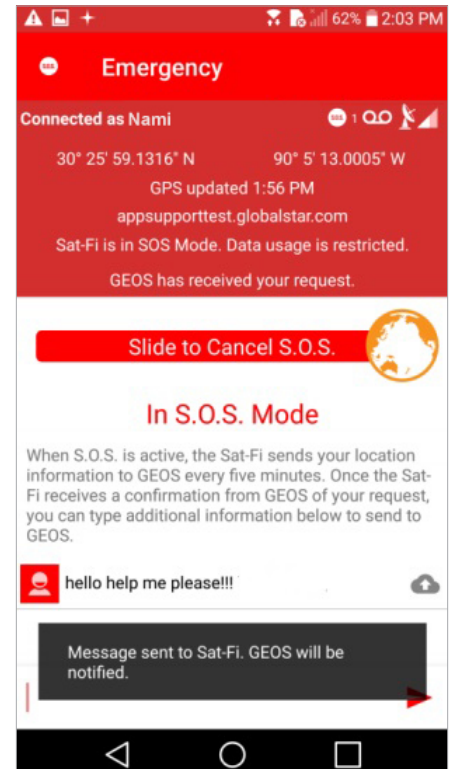 62% 2:03 PM
SOS Emergency
Connected as Nami SOS 1
30° 25' 59.1316" N 90° 5' 13.0005" W
GPS updated 1:56 PM
appsupporttest.globalstar.com
Sat-Fi is in SOS Mode. Data usage is restricted.
GEOS has received your request.
Slide to Cancel S.O.S.
In S.O.S. Mode
When S.O.S. is active, the Sat-Fi sends your location
information to GEOS every five minutes. Once the Sat-
Fi receives a confirmation from GEOS of your request,
you can type additional information below to send to
GEOS.
hello help me please!!!
Message sent to Sat-Fi. GEOS will be
notified.